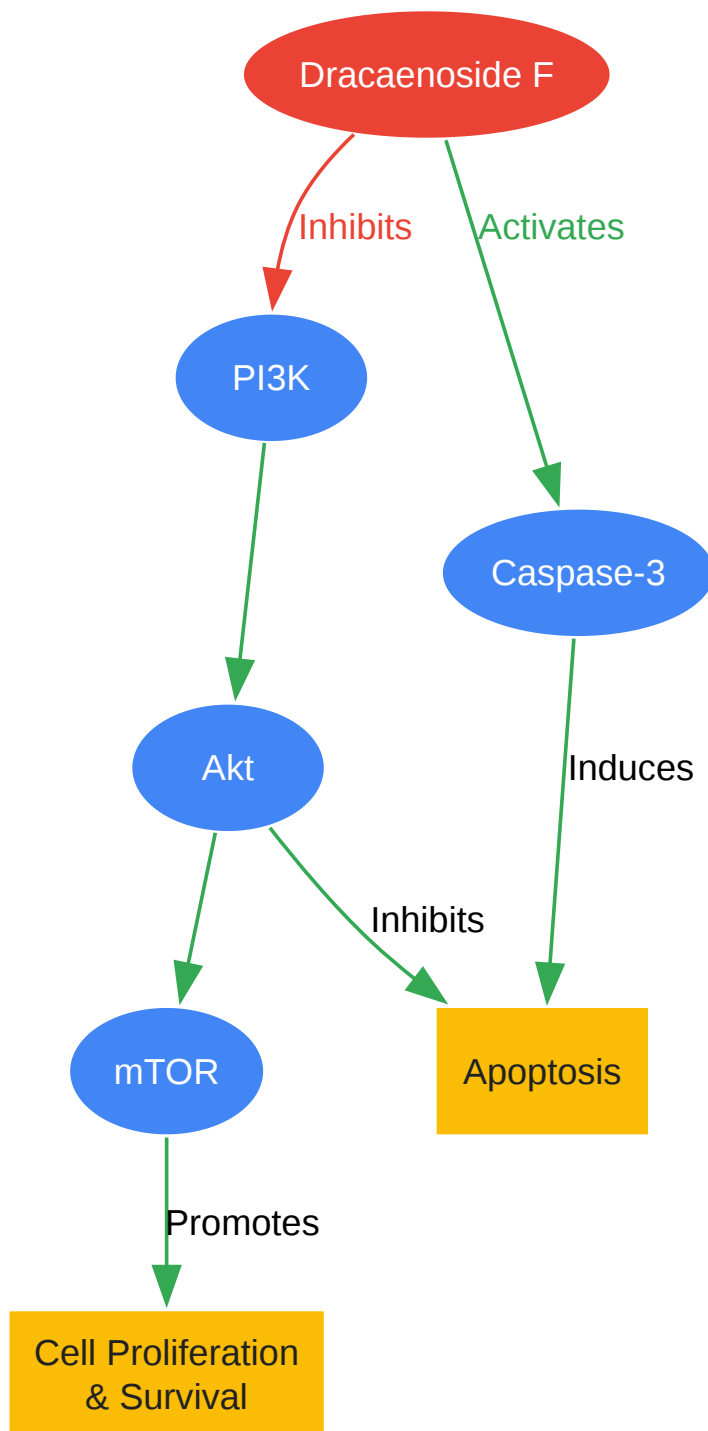 Dracaenoside F
Inhibits
Activates
PI3K
Caspase-3
Akt
Induces
Inhibits
mTOR
Apoptosis
Promotes
Cell Proliferation
& Survival